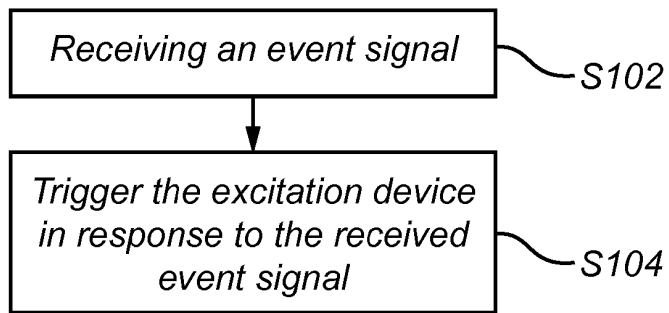 Receiving an event signal
S102
Trigger the excitation device
in response to the received
event signal
S104